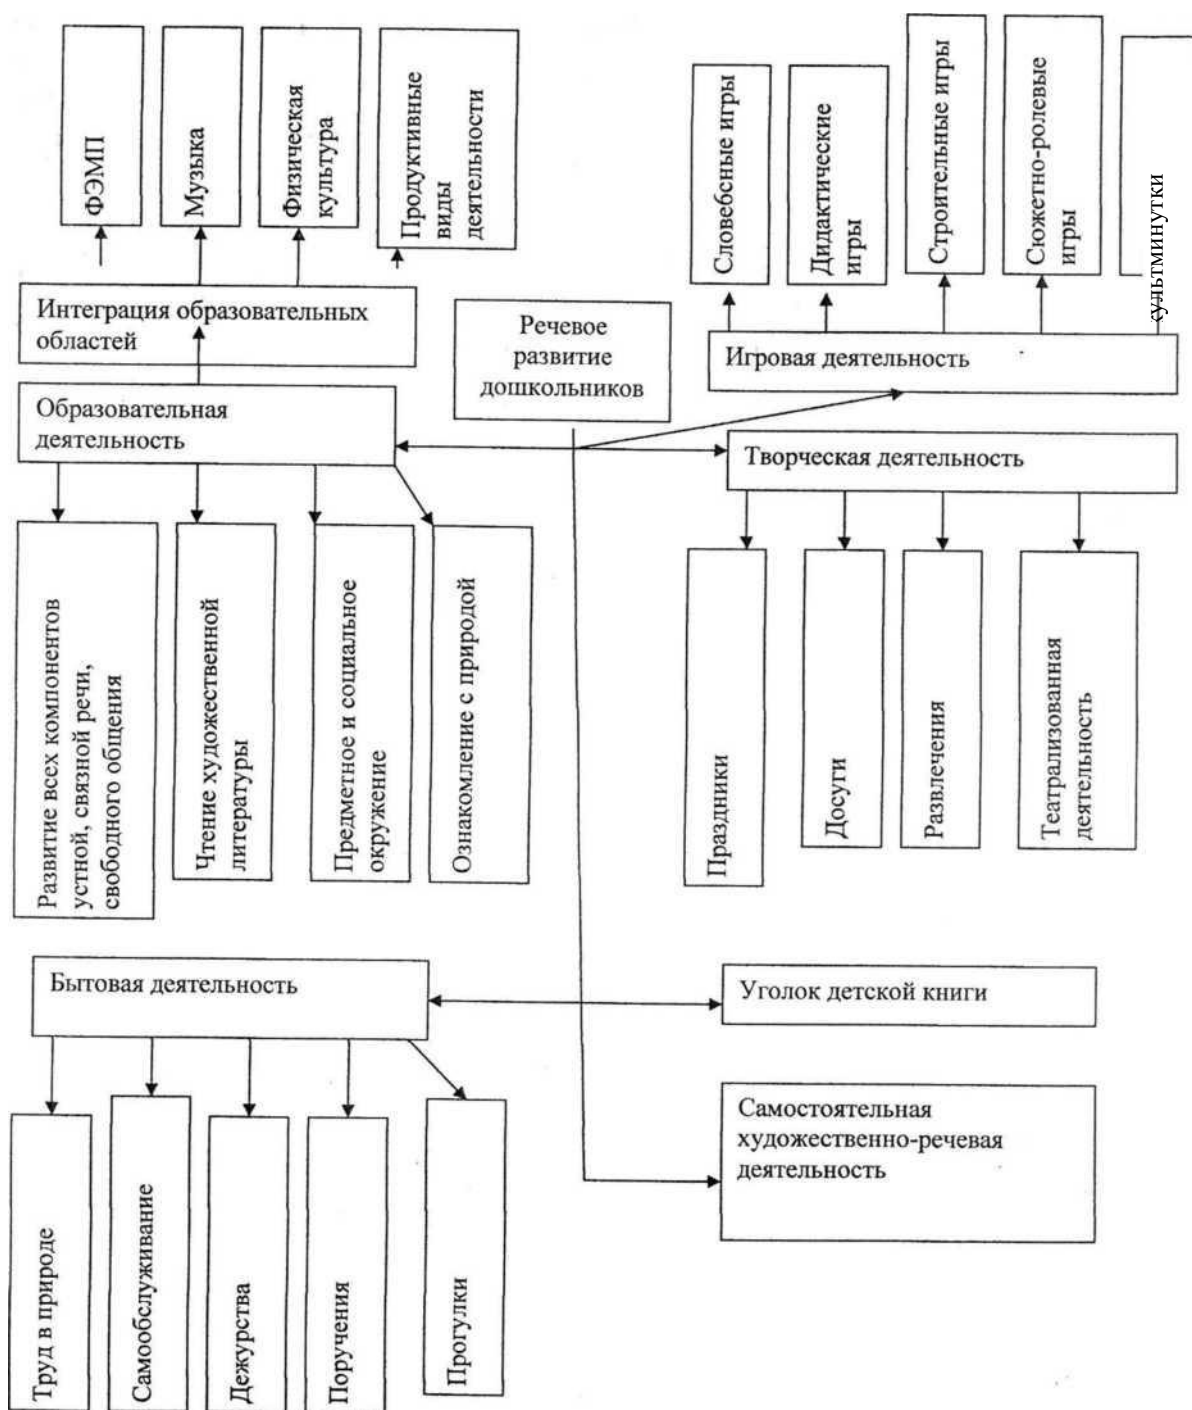 ФЭМП
Музыка
Физическая
культура
Продуктивные
виды
деятельности
Словебсные игры
Дидактические
игры
Строительные игры
Сюжетно-ролевые
игры
культминутки
Интеграция образовательных
областей
Речевое
развитие
дошкольников
Игровая деятельность
Образовательная
деятельность
Творческая деятельность
Развитие всех компонентов
устной, связной речи,
свободного общения
Чтение художественной
литературы
Предметное и социальное
окружение
Ознакомление с природой
Праздники
Досуги
Развлечения
Театрализованная
деятельность
Бытовая деятельность
Уголок детской книги
Самостоятельная
художественно-речевая
деятельность
Труд в природе
Самообслуживание
Дежурства
Поручения
Прогулки